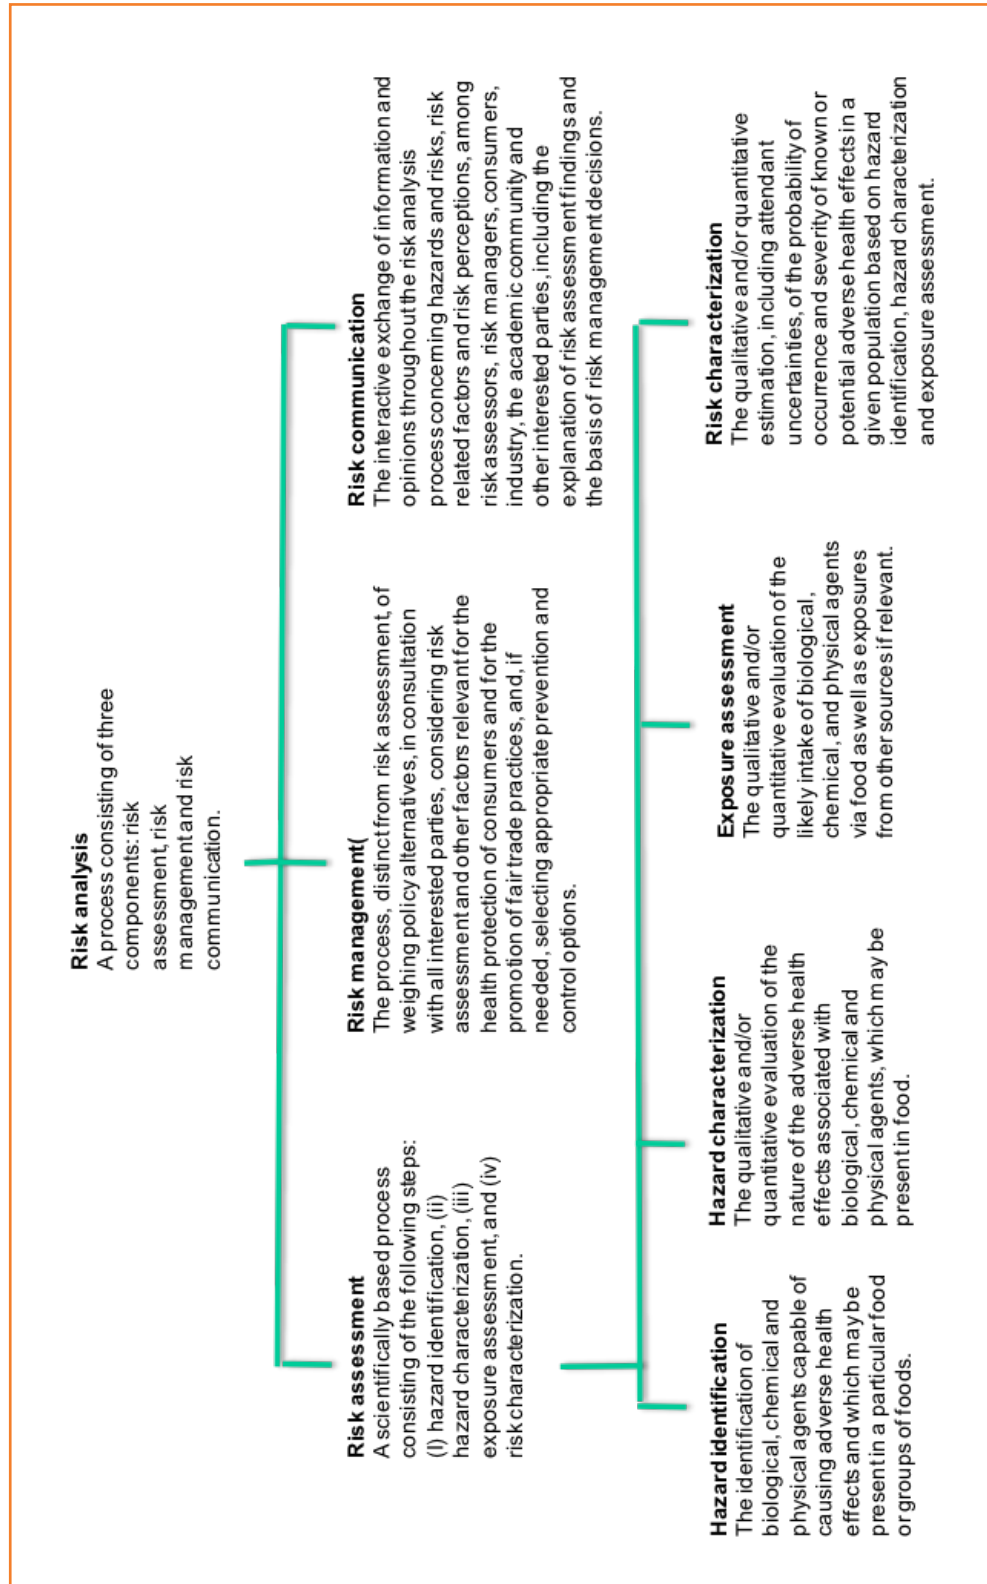 Risk analysis
A process consisting of three
components: risk
assessment, risk
management and risk
communication.
Risk assessment
A scientifically based process
consisting of the following steps:
(I) hazard identification, (ii)
hazard characterization, (iii)
exposure assessment, and (iv)
risk characterization.
Risk management(
The process, distinct from risk assessment, of
weighing policy alternatives, in consultation
with all interested parties, considering risk
assessment and other factors relevant for the
health protection of consumers and for the
promotion of fair trade practices, and, if
needed, selecting appropriate prevention and
control options.
Risk communication
The interactive exchange of information and
opinions throughout the risk analysis
process concerning hazards and risks, risk
related factors and risk perceptions, among
risk assessors, risk managers, consumers,
industry, the academic community and
other interested parties, including the
explanation of risk assessment findings and
the basis of risk management decisions.
Hazard identification
The identification of
biological, chemical and
physical agents capable of
causing adverse health
effects and which may be
present in a particular food
or groups of foods.
Hazard characterization
The qualitative and/or
quantitative evaluation of the
nature of the adverse health
effects associated with
biological, chemical and
physical agents, which may be
present in food.
Exposure assessment
The qualitative and/or
quantitative evaluation of the
likely intake of biological,
chemical, and physical agents
via food as well as exposures
from other sources if relevant.
Risk characterization
The qualitative and/or quantitative
estimation, including attendant
uncertainties, of the probability of
occurrence and severity of known or
potential adverse health effects in a
given population based on hazard
identification, hazard characterization
and exposure assessment.